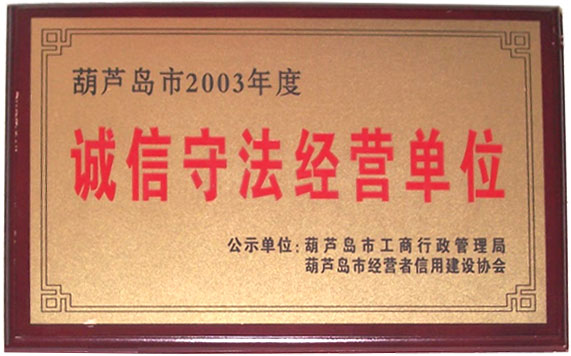 葫芦岛市2003年度
诚信守法经营单位
公示单位:葫芦岛市工商行政管理局
葫芦岛市经营者信用建设协会